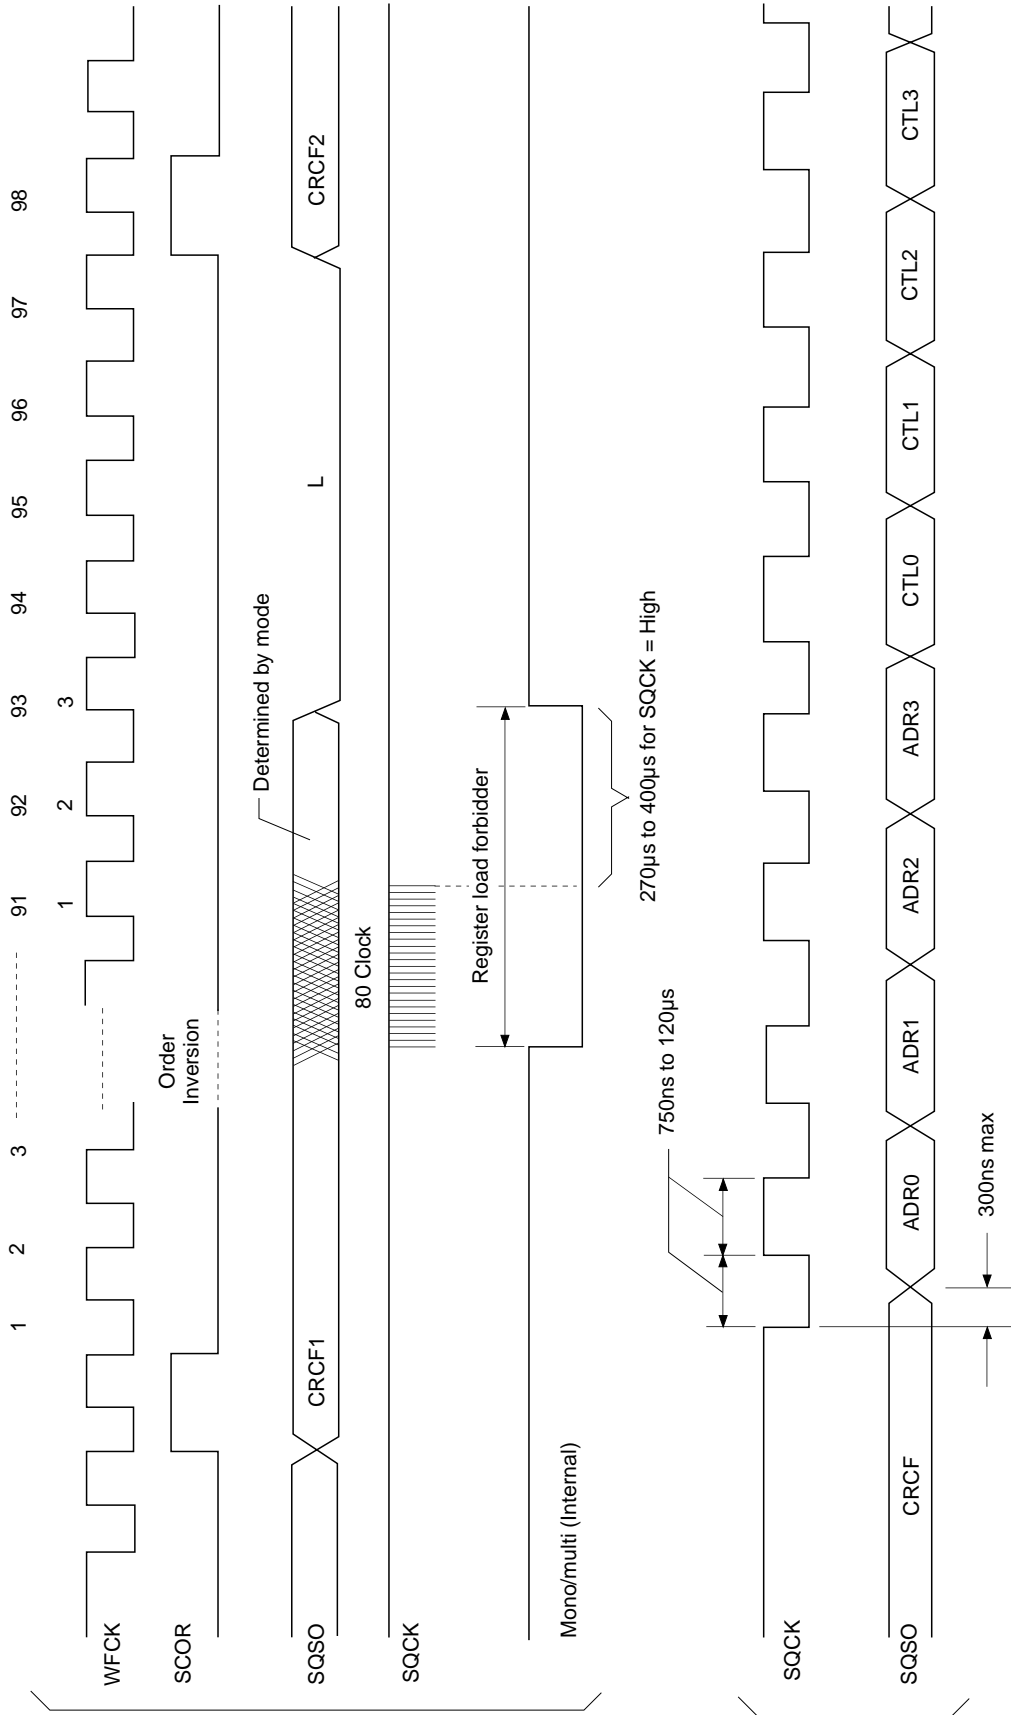 1 2 3 91 92 93 94 95 96 97 98
1 2 3
WFCK
SCOR
Order
Inversion
Determined by mode
SQSO
CRCF1
L
CRCF2
80 Clock
SQCK
Register load forbidder
Mono/multi (Internal)
270µs to 400µs for SQCK = High
750ns to 120µs
SQCK
SQSO
CRCF
ADR0
ADR1
ADR2
ADR3
CTL0
CTL1
CTL2
CTL3
300ns max